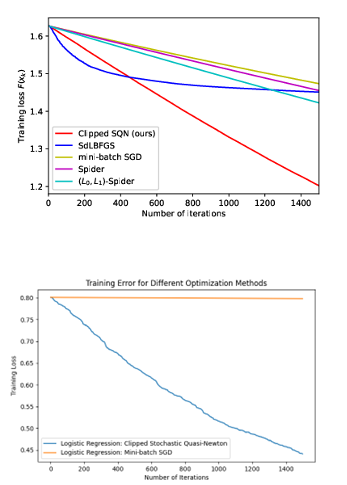 1.6
1.5
1.4
1.3
1.2
Training loss F(xₖ)
Clipped SQN (ours)
SdLBFGS
mini-batch SGD
Spider
(L₀, L₁)-Spider
0 200 400 600 800 1000 1200 1400
Number of iterations
Training Error for Different Optimization Methods
0.80
0.75
0.70
0.65
0.60
0.55
0.50
0.45
Training Loss
Logistic Regression: Clipped Stochastic Quasi-Newton
Logistic Regression: Mini-batch SGD
0 200 400 600 800 1000 1200 1400
Number of Iterations